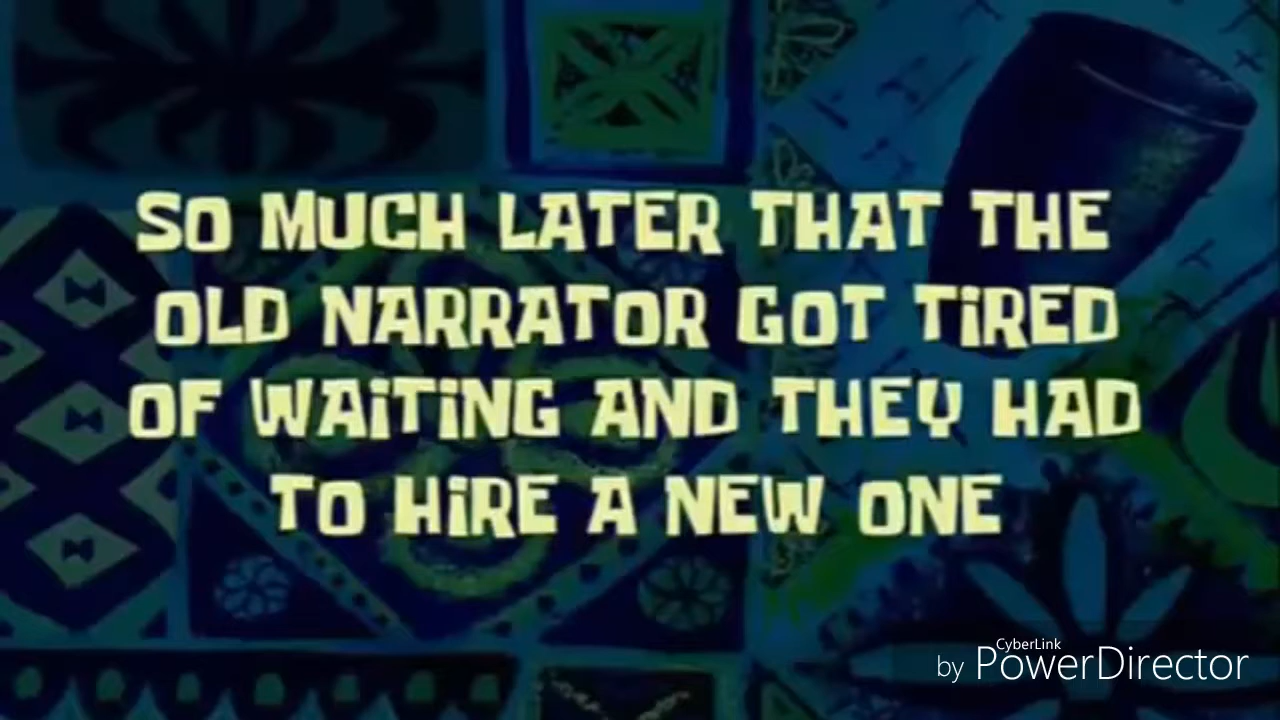 SO MUCH LATER THAT THE
OLD NARRATOR GOT TiRED
OF WAiTiNG AND THEY HAD
TO HiRE A NEW ONE
CyberLink
by PowerDirector